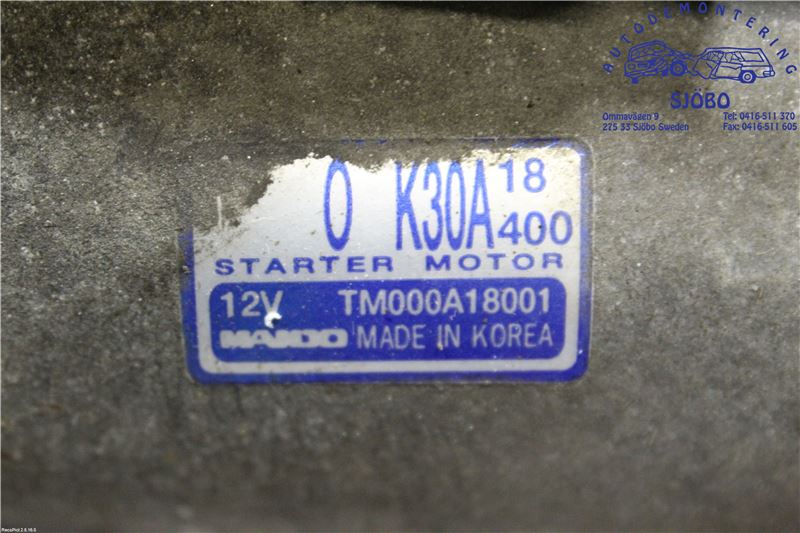 AUTODEMONTERING
SJÖBO
Ommavägen 9 Tel: 0416-511 370
275 33 Sjöbo Sweden Fax: 0416-511 605
0 K30A 18
400
STARTER MOTOR
12V TM000A18001
MANDO MADE IN KOREA